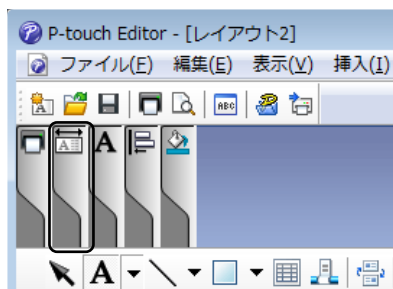 P-touch Editor - [レイアウト2]
ファイル(F) 編集(E) 表示(V) 挿入(I)
ABC
A A
A